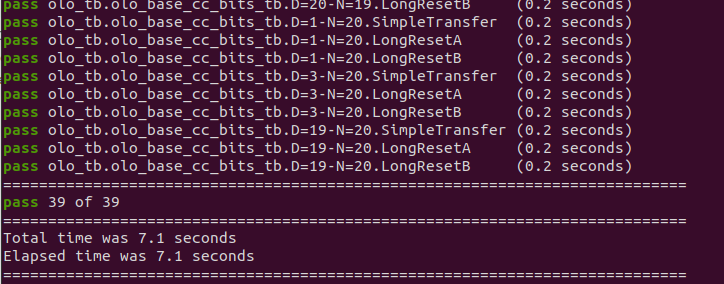 pass olo_tb.olo_base_cc_bits_tb.D=20-N=19.LongResetB     (0.2 seconds)
pass olo_tb.olo_base_cc_bits_tb.D=1-N=20.SimpleTransfer  (0.2 seconds)
pass olo_tb.olo_base_cc_bits_tb.D=1-N=20.LongResetA      (0.2 seconds)
pass olo_tb.olo_base_cc_bits_tb.D=1-N=20.LongResetB      (0.2 seconds)
pass olo_tb.olo_base_cc_bits_tb.D=3-N=20.SimpleTransfer  (0.2 seconds)
pass olo_tb.olo_base_cc_bits_tb.D=3-N=20.LongResetA      (0.2 seconds)
pass olo_tb.olo_base_cc_bits_tb.D=3-N=20.LongResetB      (0.2 seconds)
pass olo_tb.olo_base_cc_bits_tb.D=19-N=20.SimpleTransfer (0.2 seconds)
pass olo_tb.olo_base_cc_bits_tb.D=19-N=20.LongResetA     (0.2 seconds)
pass olo_tb.olo_base_cc_bits_tb.D=19-N=20.LongResetB     (0.2 seconds)
============================================================================
pass 39 of 39
============================================================================
Total time was 7.1 seconds
Elapsed time was 7.1 seconds
============================================================================